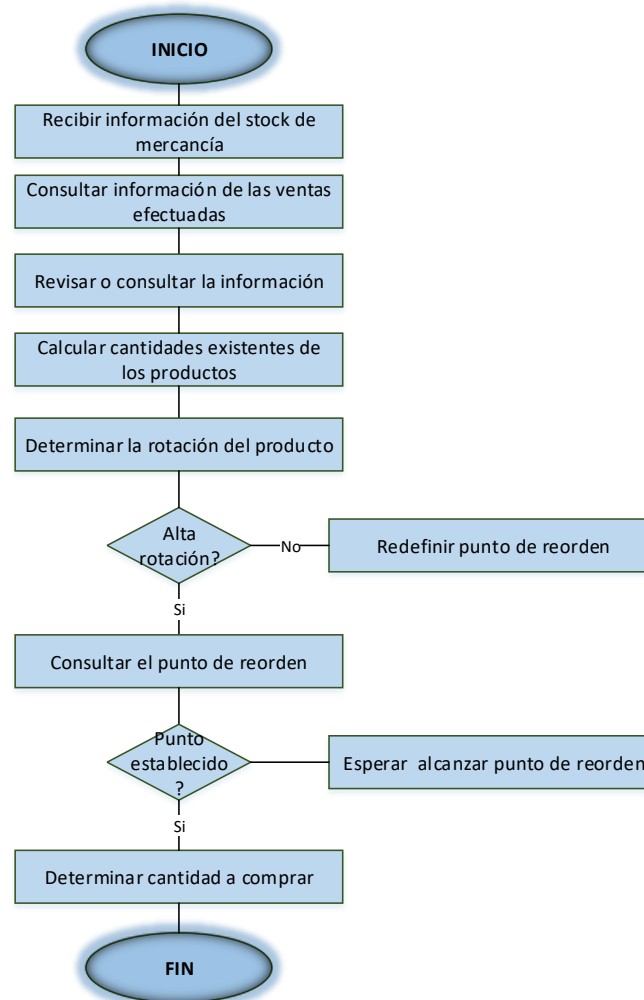 INICIO
Recibir información del stock de
mercancía
Consultar información de las ventas
efectuadas
Revisar o consultar la información
Calcular cantidades existentes de
los productos
Determinar la rotación del producto
Alta
rotación?
No
Redefinir punto de reorden
Si
Consultar el punto de reorden
Punto
establecido
?
Esperar alcanzar punto de reorden
Si
Determinar cantidad a comprar
FIN